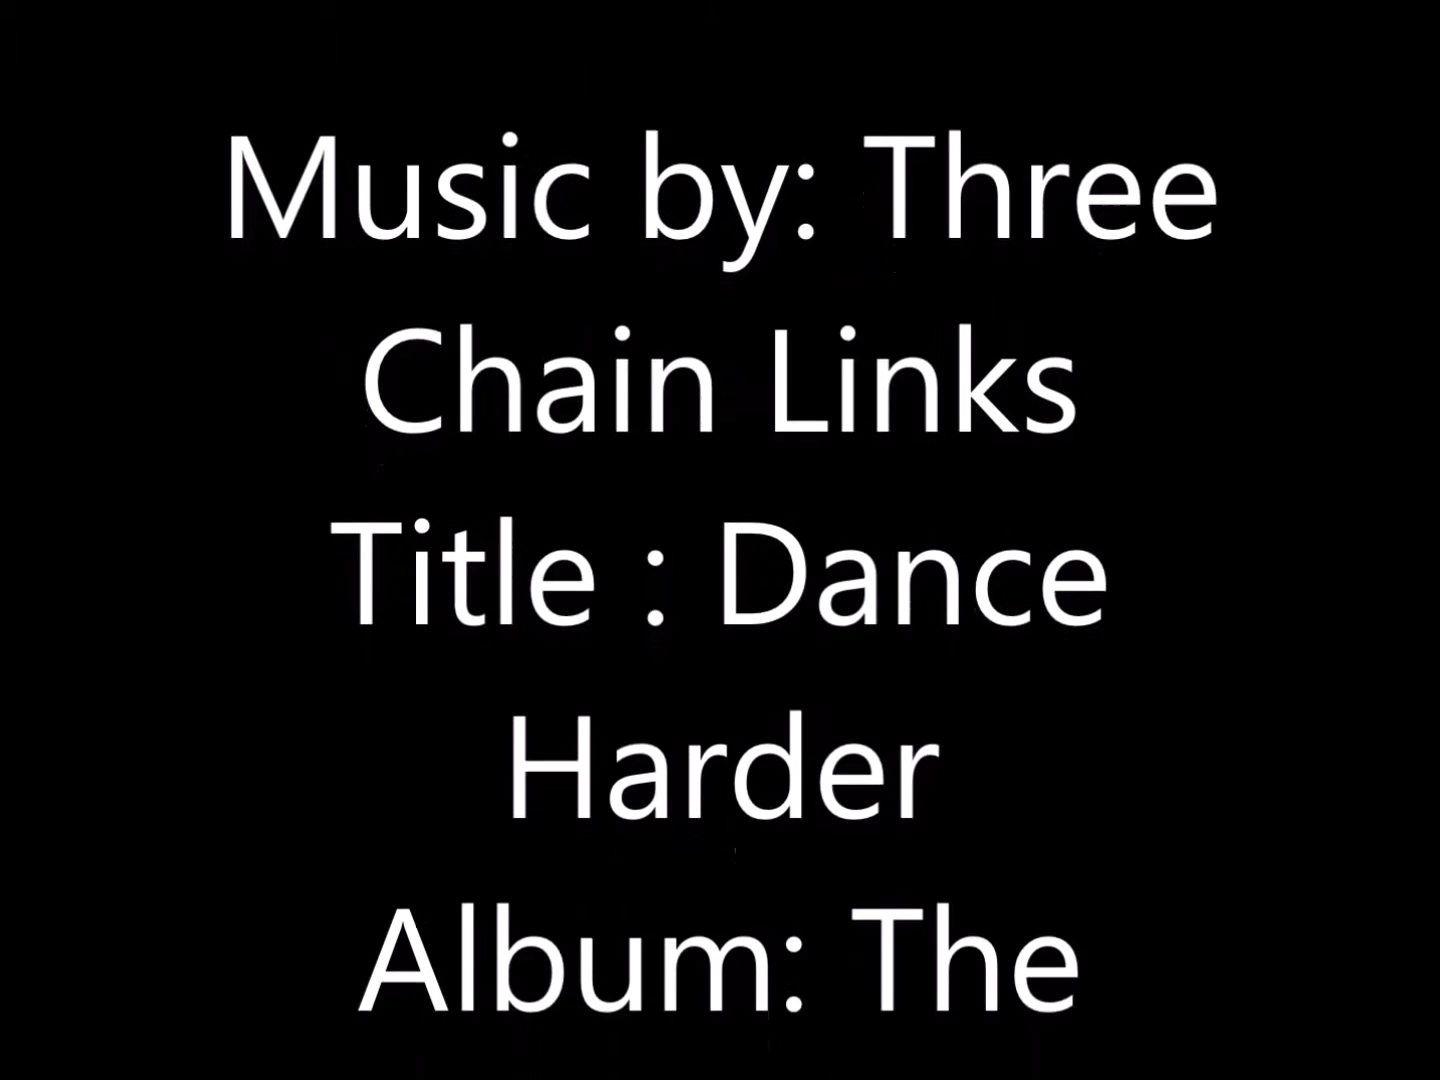 Music by: Three
Chain Links
Title : Dance
Harder
Album: The